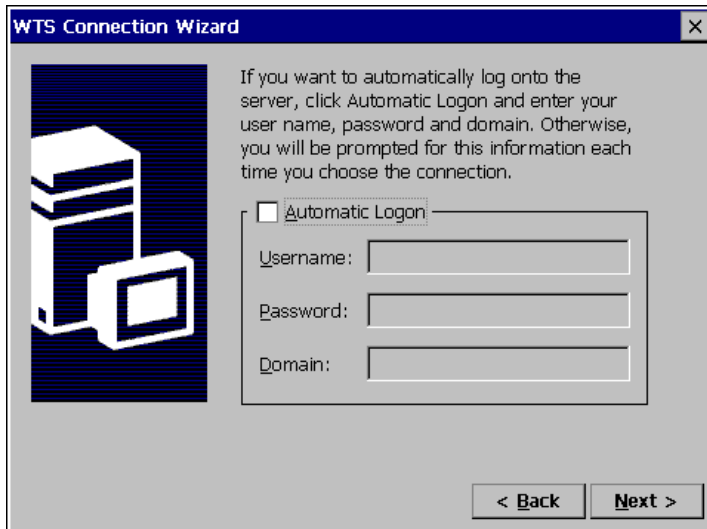 WTS Connection Wizard
If you want to automatically log onto the
server, click Automatic Logon and enter your
user name, password and domain. Otherwise,
you will be prompted for this information each
time you choose the connection.
Automatic Logon
Username:
Password:
Domain:
< Back
Next >